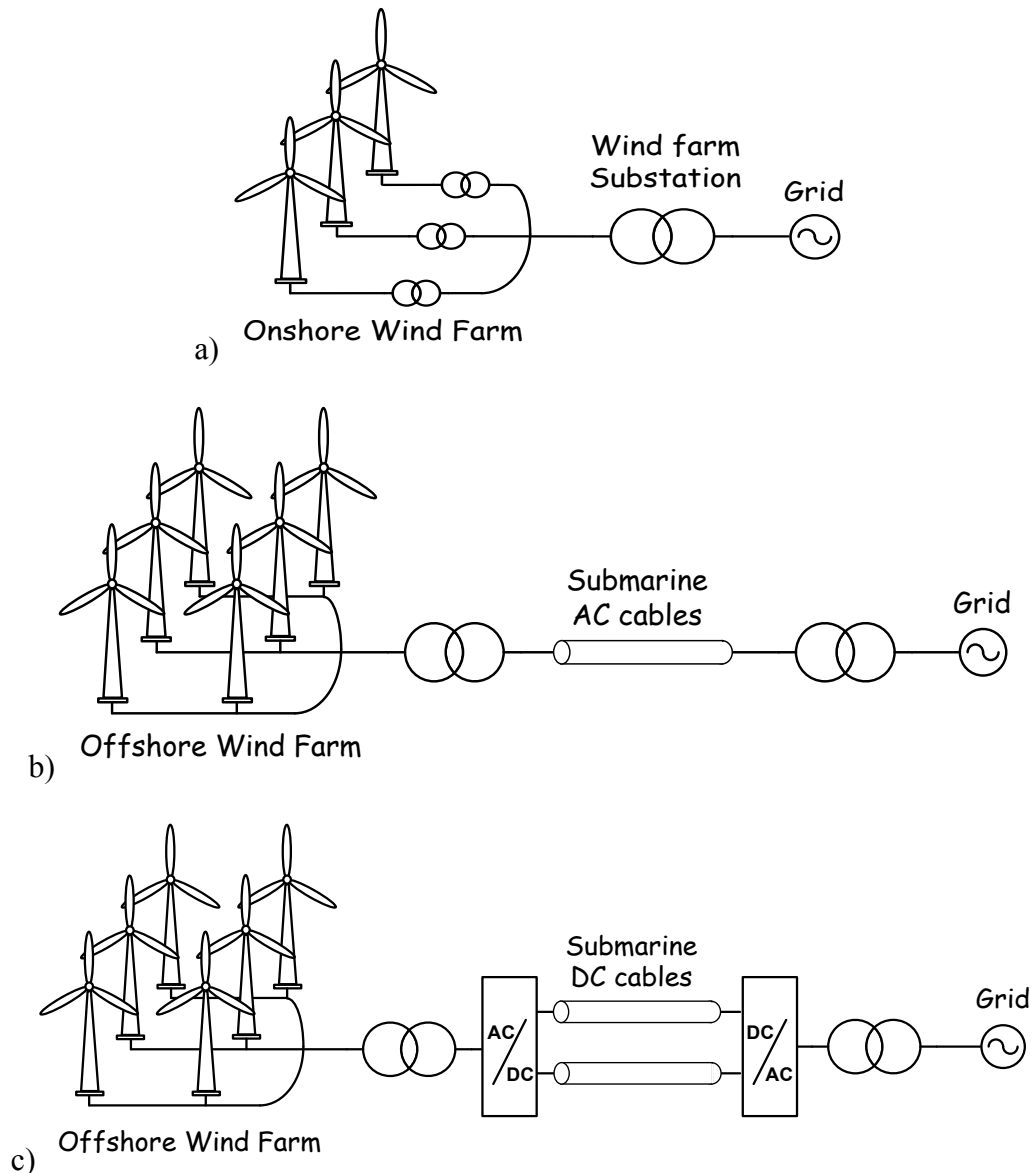 Wind farm
Substation
Grid
Onshore Wind Farm
a)
Submarine
AC cables
Grid
Offshore Wind Farm
b)
Submarine
DC cables
Grid
AC
DC
DC
AC
Offshore Wind Farm
c)